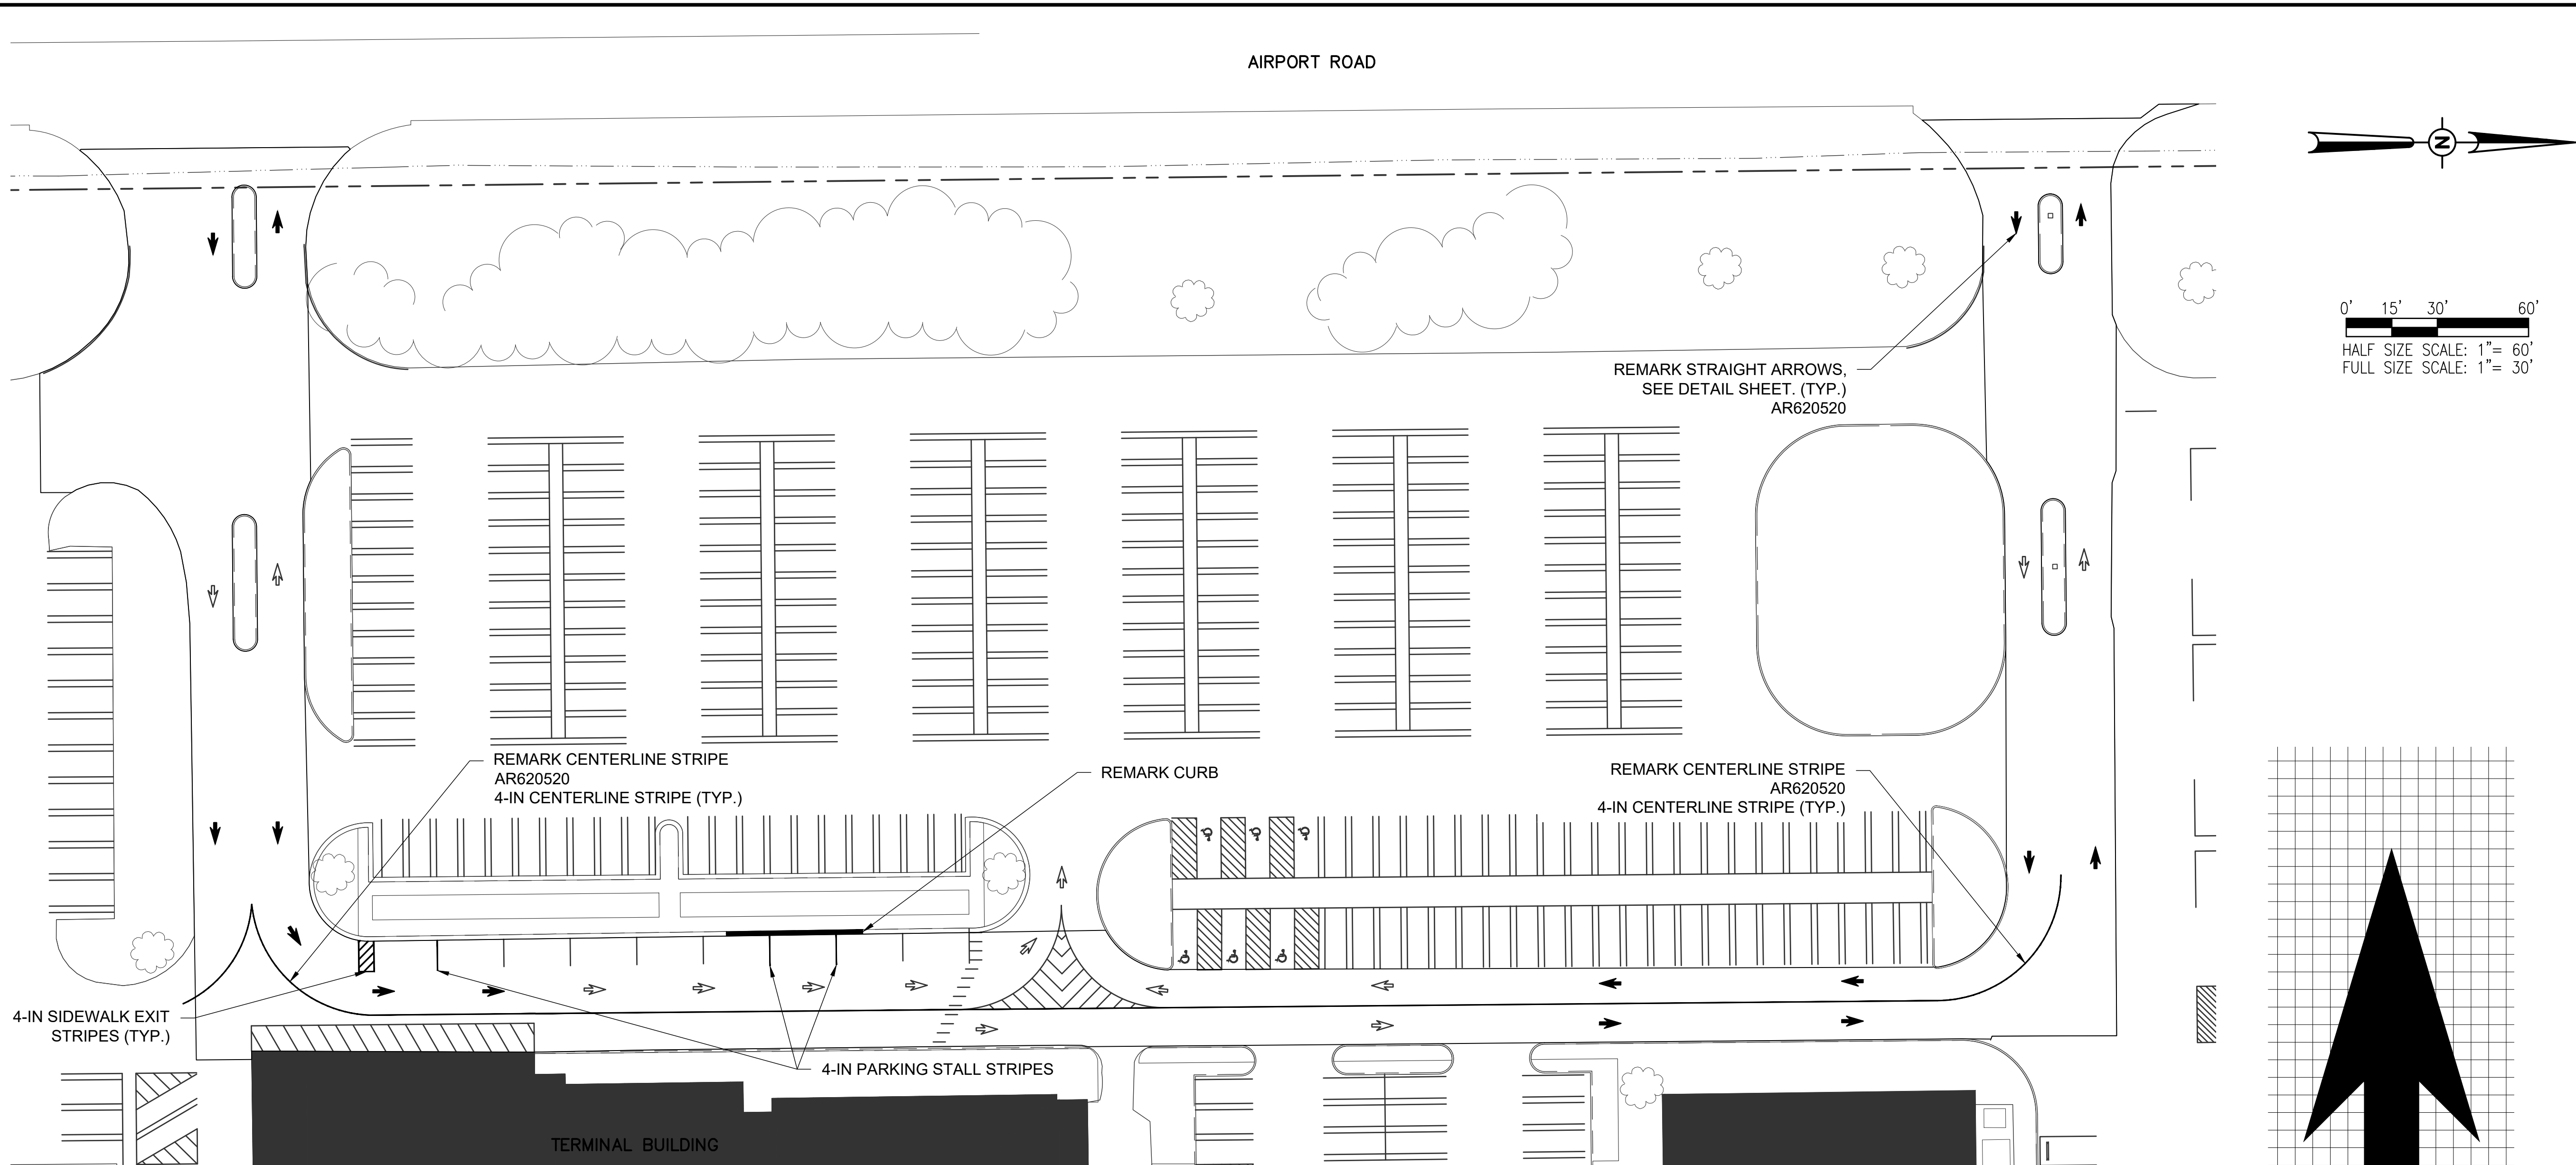 AIRPORT ROAD
N
0' 15' 30' 60'
HALF SIZE SCALE: 1"= 60'
FULL SIZE SCALE: 1"= 30'
REMARK STRAIGHT ARROWS,
SEE DETAIL SHEET. (TYP.)
AR620520
REMARK CENTERLINE STRIPE
AR620520
4-IN CENTERLINE STRIPE (TYP.)
REMARK CURB
REMARK CENTERLINE STRIPE
AR620520
4-IN CENTERLINE STRIPE (TYP.)
4-IN SIDEWALK EXIT
STRIPES (TYP.)
4-IN PARKING STALL STRIPES
TERMINAL BUILDING